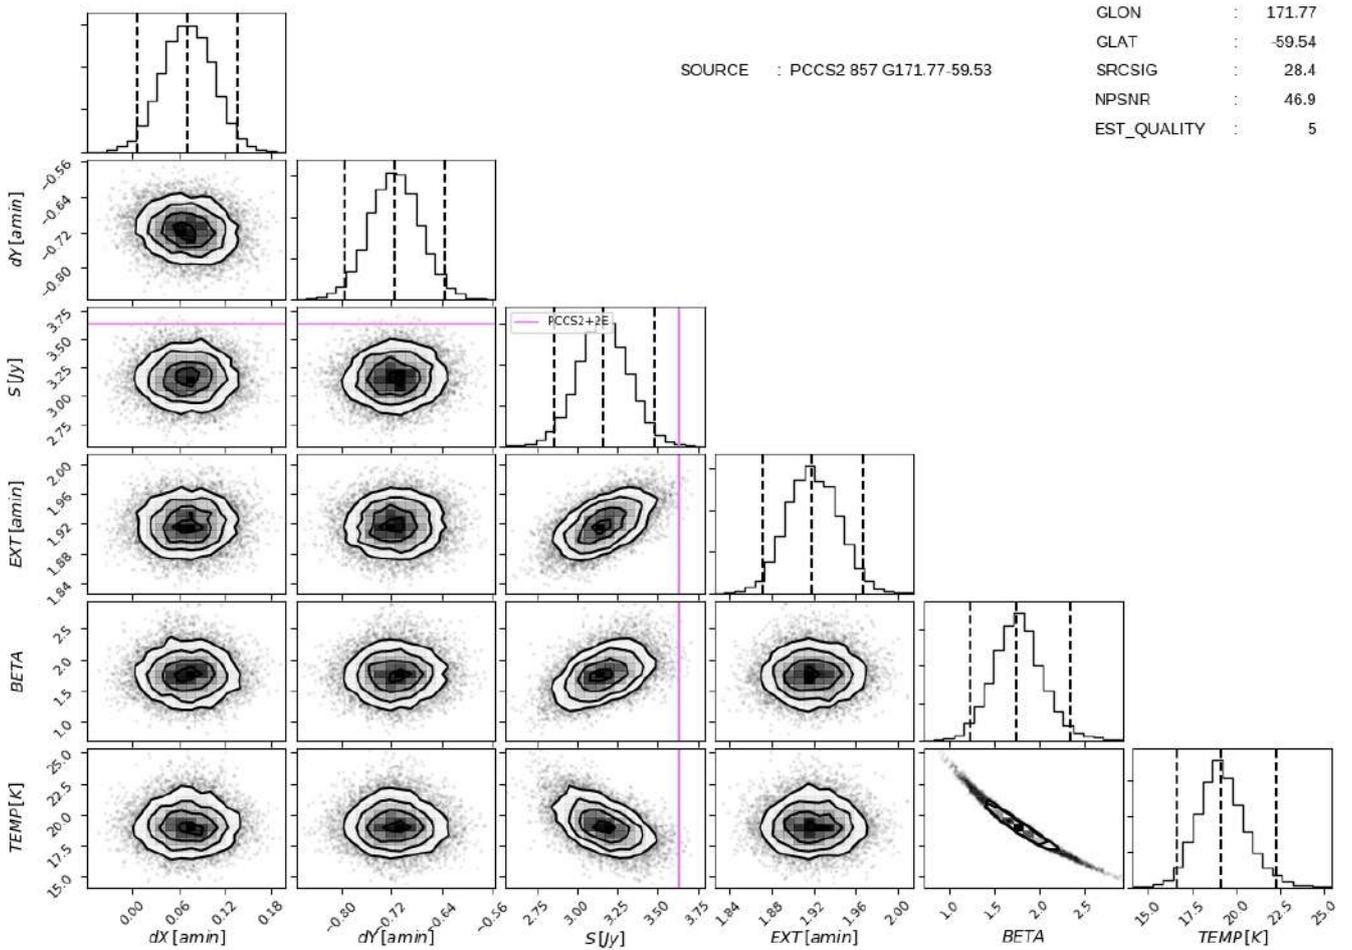 GLON : 171.77
GLAT : -59.54
SOURCE : PCCS2 857 G171.77-59.53
SRCSIG : 28.4
NPSNR : 46.9
EST_QUALITY : 5
dY[amin]
−0.56
−0.64
−0.72
−0.80
S[Jy]
3.75
3.50
3.25
3.00
2.75
PCCS2+2E
EXT[amin]
2.00
1.96
1.92
1.88
1.84
BETA
2.5
2.0
1.5
1.0
TEMP[K]
25.0
22.5
20.0
17.5
15.0
0.00 0.06 0.12 0.18
−0.80 −0.72 −0.64 −0.56
2.75 3.00 3.25 3.50 3.75
1.84 1.88 1.92 1.96 2.00
1.0 1.5 2.0 2.5
15.0 17.5 20.0 22.5 25.0
dX[amin] dY[amin] S[Jy] EXT[amin] BETA TEMP[K]